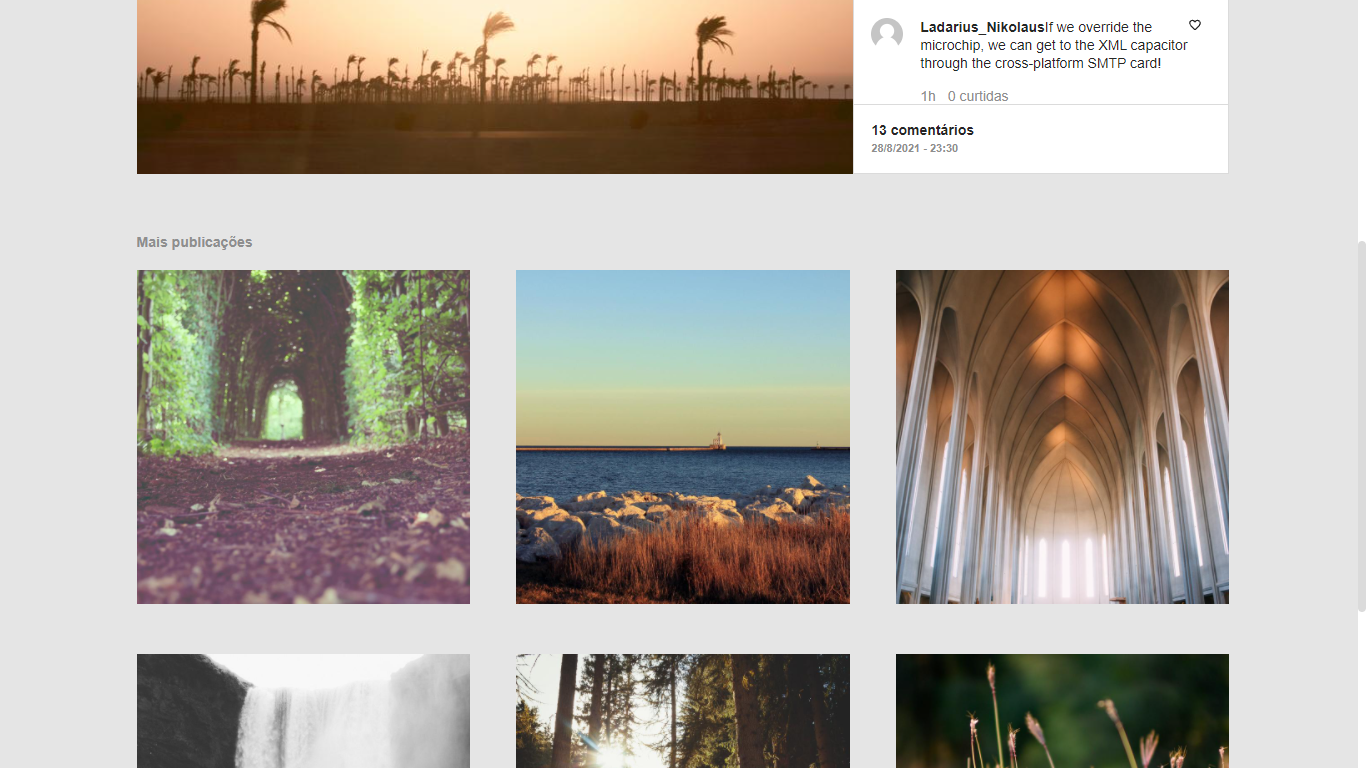 Ladarius_NikolausIf we override the
microchip, we can get to the XML capacitor
through the cross-platform SMTP card!
1h 0 curtidas
13 comentários
28/8/2021 - 23:30
Mais publicações